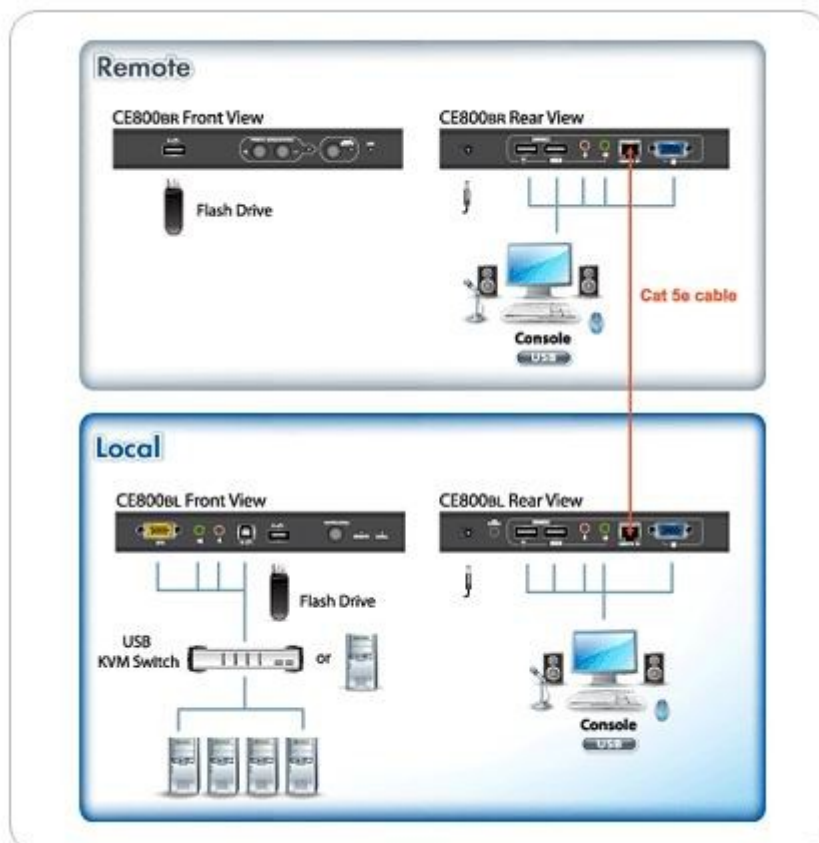 Remote
CE800BR Front View
CE800BR Rear View
Flash Drive
Cat 5e cable
Console
USB
Local
CE800BL Front View
CE800BL Rear View
Flash Drive
USB
KVM Switch
or
Console
USB